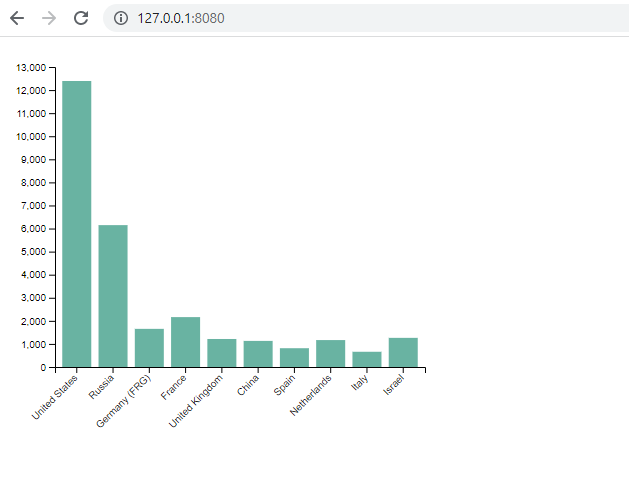 127.0.0.1:8080
13,000
12,000
11,000
10,000
9,000
8,000
7,000
6,000
5,000
4,000
3,000
2,000
1,000
0
United States
Russia
Germany (FRG)
France
United Kingdom
China
Spain
Netherlands
Italy
Israel